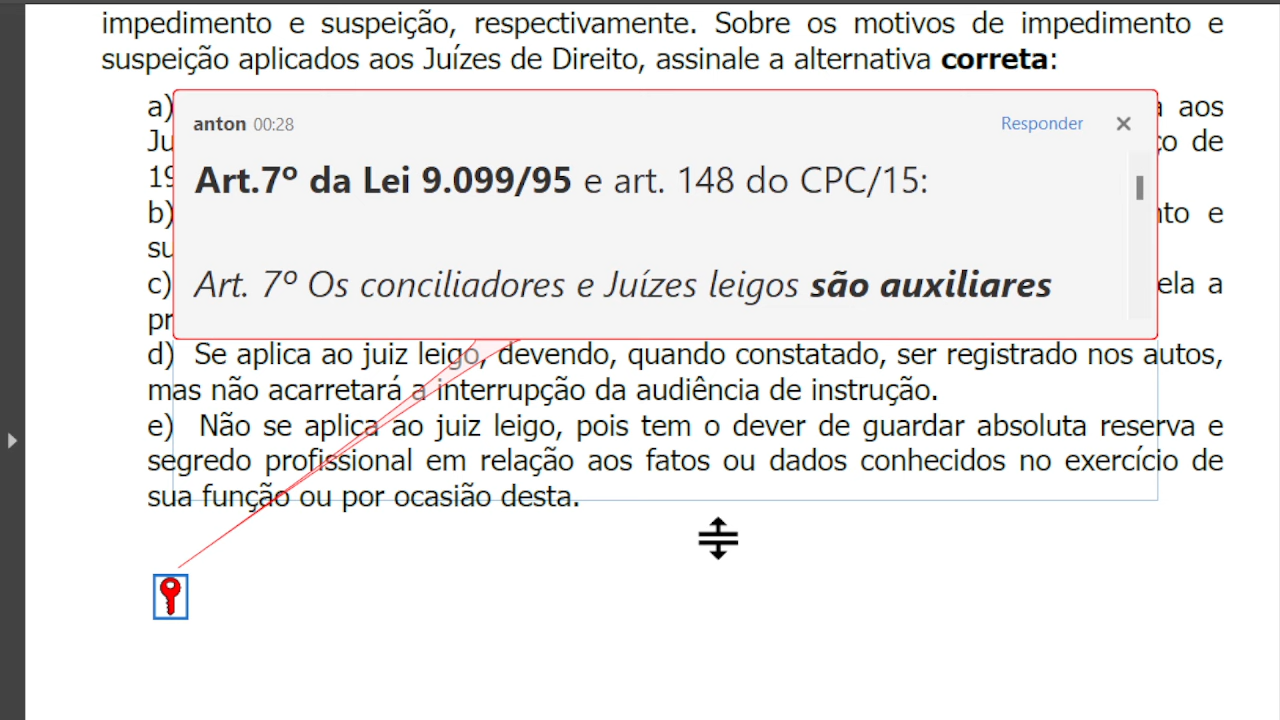 impedimento e suspeição, respectivamente. Sobre os motivos de impedimento e
suspeição aplicados aos Juízes de Direito, assinale a alternativa correta:
a) aos
de
b) e
c) a
anton 00:28 Responder
Art.7º da Lei 9.099/95 e art. 148 do CPC/15:
Art. 7º Os conciliadores e Juízes leigos são auxiliares
d) Se aplica ao juiz leigo, devendo, quando constatado, ser registrado nos autos,
mas não acarretará a interrupção da audiência de instrução.
e) Não se aplica ao juiz leigo, pois tem o dever de guardar absoluta reserva e
segredo profissional em relação aos fatos ou dados conhecidos no exercício de
sua função ou por ocasião desta.